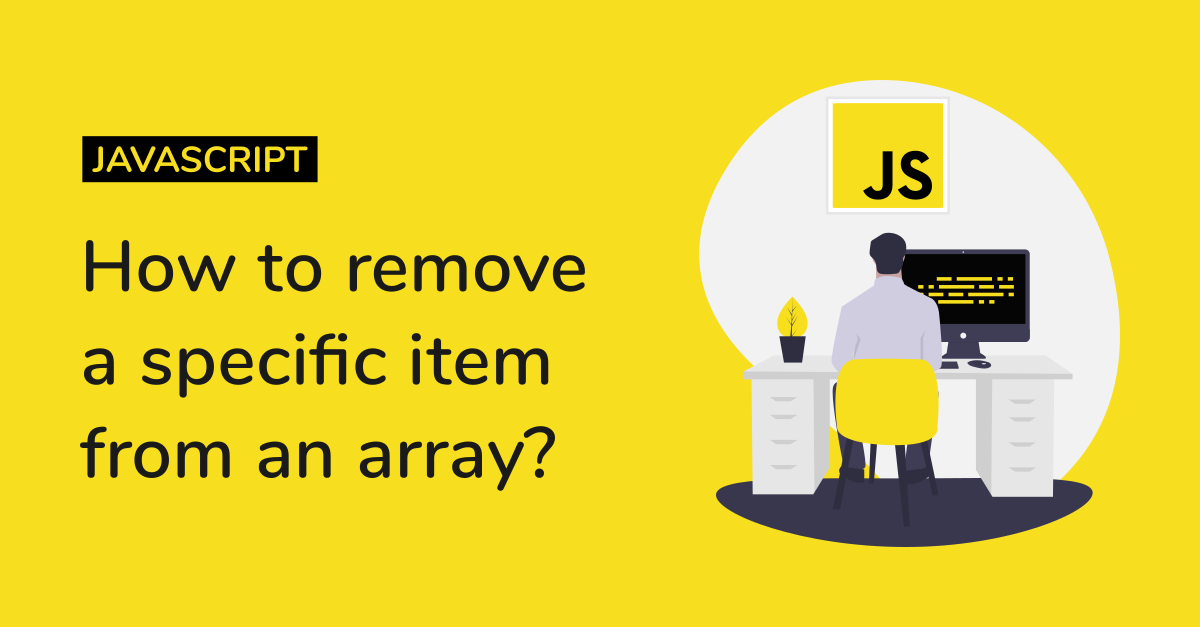 JAVASCRIPT
How to remove
a specific item
from an array?
JS